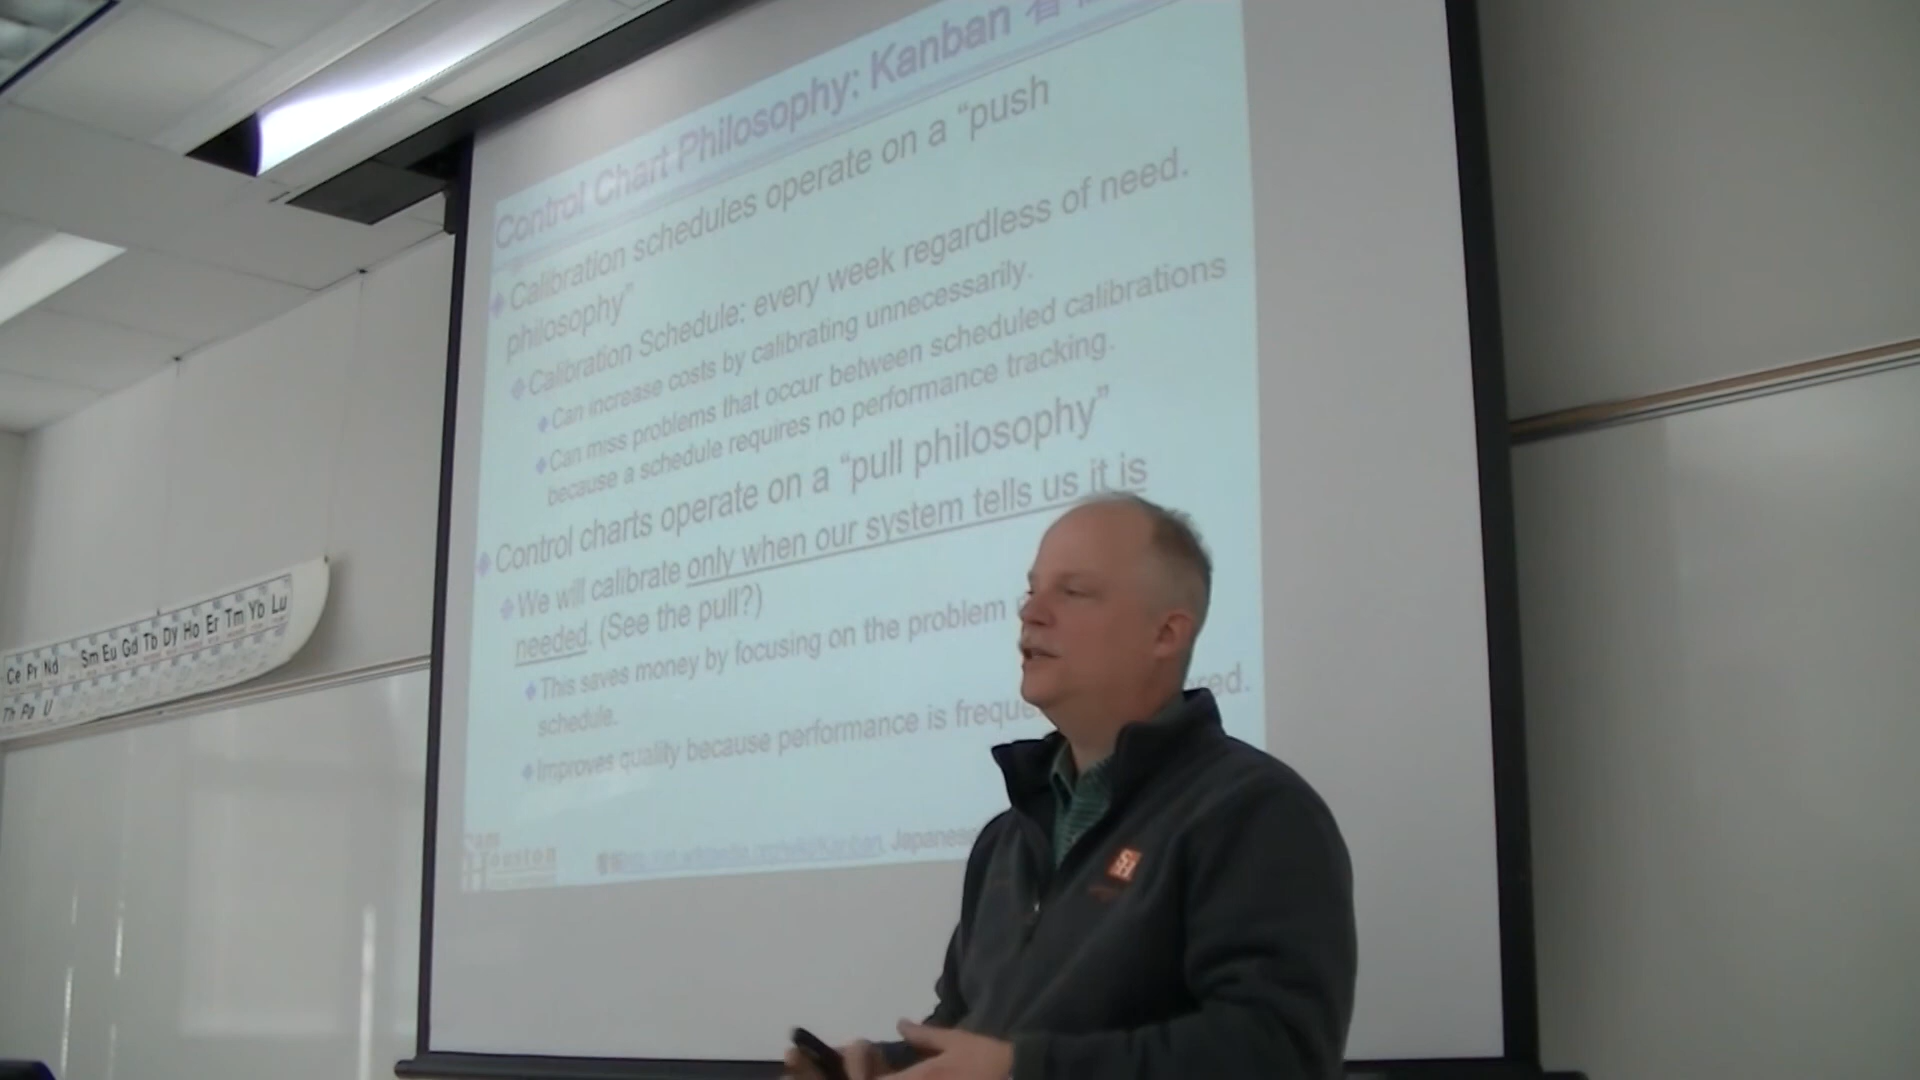 Control Chart Philosophy: Kanban 看
Calibration schedules operate on a “push
philosophy”
Calibration Schedule: every week regardless of need.
Can increase costs by calibrating unnecessarily.
Can miss problems that occur between scheduled calibrations
because a schedule requires no performance tracking.
Control charts operate on a “pull philosophy”
We will calibrate only when our system tells us it is
needed. (See the pull?)
This saves money by focusing on the problem
schedule.
Improves quality because performance is
Houston
Japanese
Ce Pr Nd Sm Eu Gd Tb Dy Ho Er Tm Yb Lu
Th Pa U